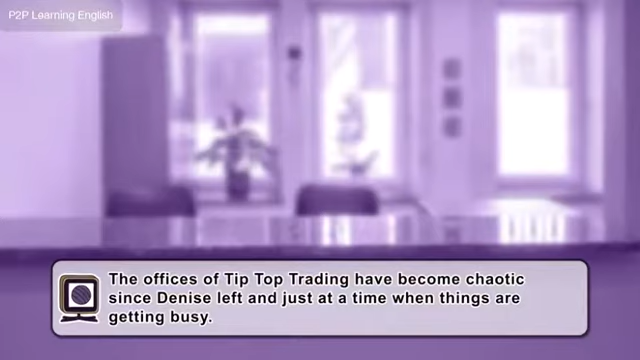 P2P Learning English
The offices of Tip Top Trading have become chaotic
since Denise left and just at a time when things are
getting busy.